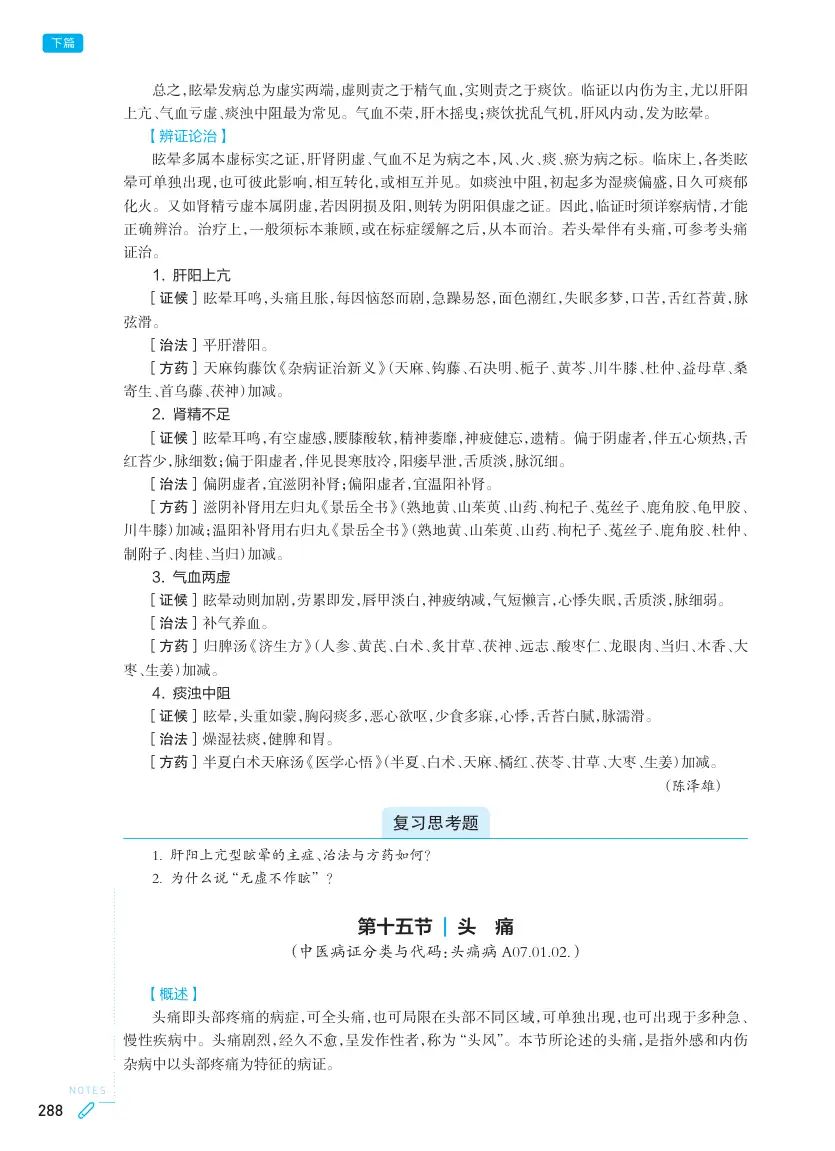 下篇
总之,眩晕发病总为虚实两端,虚则责之于精气血,实则责之于痰饮。临证以内伤为主,尤以肝阳
上亢、气血亏虚、痰浊中阻最为常见。气血不荣,肝木摇曳;痰饮扰乱气机,肝风内动,发为眩晕。
【辨证论治】
眩晕多属本虚标实之证,肝肾阴虚、气血不足为病之本,风、火、痰、瘀为病之标。临床上,各类眩
晕可单独出现,也可彼此影响,相互转化,或相互并见。如痰浊中阻,初起多为湿痰偏盛,日久可痰郁
化火。又如肾精亏虚本属阴虚,若因阴损及阳,则转为阴阳俱虚之证。因此,临证时须详察病情,才能
正确辨治。治疗上,一般须标本兼顾,或在标症缓解之后,从本而治。若头晕伴有头痛,可参考头痛
证治。
1. 肝阳上亢
[证候]眩晕耳鸣,头痛且胀,每因恼怒而剧,急躁易怒,面色潮红,失眠多梦,口苦,舌红苔黄,脉
弦滑。
[治法]平肝潜阳。
[方药]天麻钩藤饮《杂病证治新义》(天麻、钩藤、石决明、栀子、黄芩、川牛膝、杜仲、益母草、桑
寄生、首乌藤、茯神)加减。
2. 肾精不足
[证候]眩晕耳鸣,有空虚感,腰膝酸软,精神萎靡,神疲健忘,遗精。偏于阴虚者,伴五心烦热,舌
红苔少,脉细数;偏于阳虚者,伴见畏寒肢冷,阳痿早泄,舌质淡,脉沉细。
[治法]偏阴虚者,宜滋阴补肾;偏阳虚者,宜温阳补肾。
[方药]滋阴补肾用左归丸《景岳全书》(熟地黄、山茱萸、山药、枸杞子、菟丝子、鹿角胶、龟甲胶、
川牛膝)加减;温阳补肾用右归丸《景岳全书》(熟地黄、山茱萸、山药、枸杞子、菟丝子、鹿角胶、杜仲、
制附子、肉桂、当归)加减。
3. 气血两虚
[证候]眩晕动则加剧,劳累即发,唇甲淡白,神疲纳减,气短懒言,心悸失眠,舌质淡,脉细弱。
[治法]补气养血。
[方药]归脾汤《济生方》(人参、黄芪、白术、炙甘草、茯神、远志、酸枣仁、龙眼肉、当归、木香、大
枣、生姜)加减。
4. 痰浊中阻
[证候]眩晕,头重如蒙,胸闷痰多,恶心欲呕,少食多寐,心悸,舌苔白腻,脉濡滑。
[治法]燥湿祛痰,健脾和胃。
[方药]半夏白术天麻汤《医学心悟》(半夏、白术、天麻、橘红、茯苓、甘草、大枣、生姜)加减。
(陈泽雄)
复习思考题
1. 肝阳上亢型眩晕的主症、治法与方药如何?
2. 为什么说“无虚不作眩”?
第十五节 | 头 痛
(中医病证分类与代码:头痛病 A07.01.02.)
【概述】
头痛即头部疼痛的病症,可全头痛,也可局限在头部不同区域,可单独出现,也可出现于多种急、
慢性疾病中。头痛剧烈,经久不愈,呈发作性者,称为“头风”。本节所论述的头痛,是指外感和内伤
杂病中以头部疼痛为特征的病证。
NOTES
288